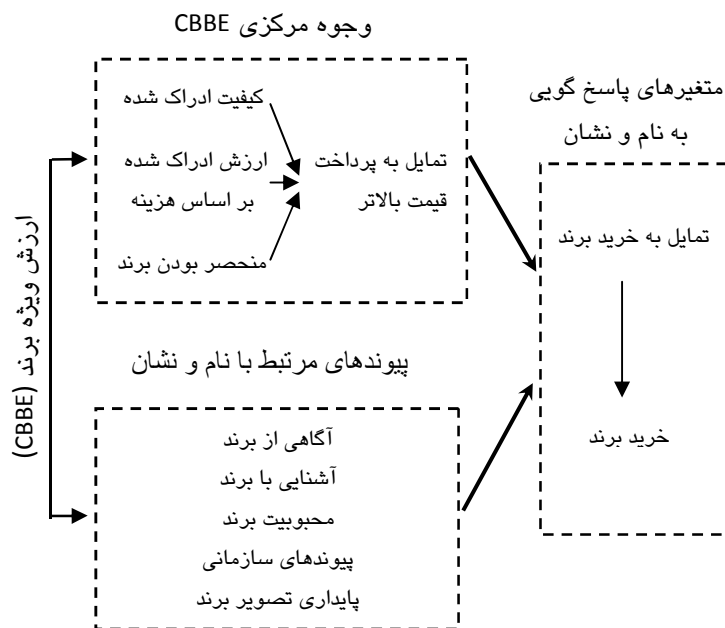 وجوه مرکزی CBBE
متغیرهای پاسخ گویی
به نام و نشان
کیفیت ادراک شده
ارزش ادراک شده
بر اساس هزینه
منحصر بودن برند
تمایل به پرداخت
قیمت بالاتر
تمایل به خرید برند
خرید برند
ارزش ویژه برند (CBBE)
پیوندهای مرتبط با نام و نشان
آگاهی از برند
آشنایی با برند
محبوبیت برند
پیوندهای سازمانی
پایداری تصویر برند